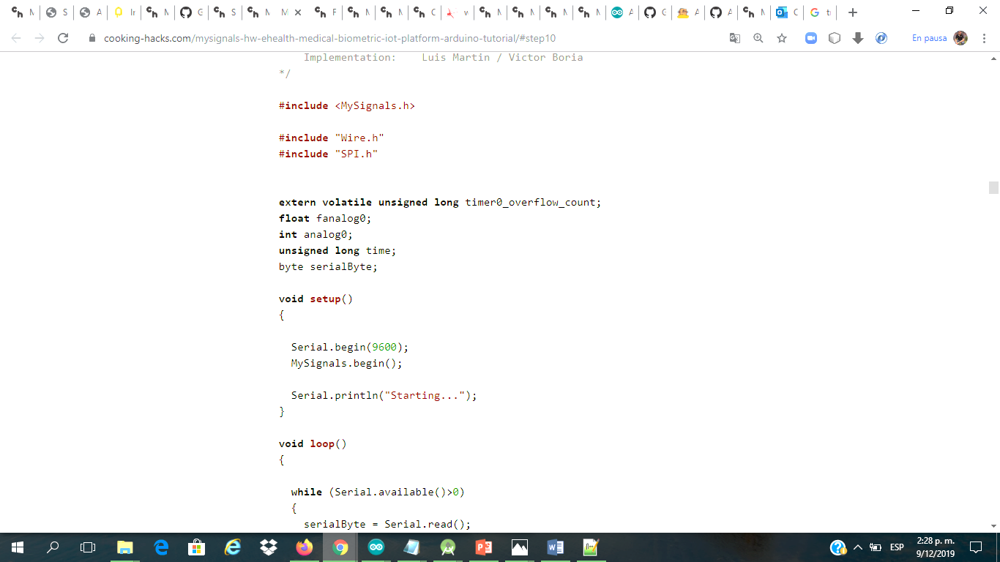 M
S
A
Ir
M
G
S
M
M
F
M
M
C
w
M
M
M
M
A
G
A
A
M
C
tr
cooking-hacks.com/mysignals-hw-ehealth-medical-biometric-iot-platform-arduino-tutorial/#step10
En pausa
Implementation:    Luis Martin / Victor Boria
*/
#include <MySignals.h>
#include "Wire.h"
#include "SPI.h"
extern volatile unsigned long timer0_overflow_count;
float fanalog0;
int analog0;
unsigned long time;
byte serialByte;
void setup()
{
Serial.begin(9600);
MySignals.begin();
Serial.println("Starting...");
}
void loop()
{
while (Serial.available()>0)
{
serialByte = Serial.read();
ESP
2:28 p. m.
9/12/2019